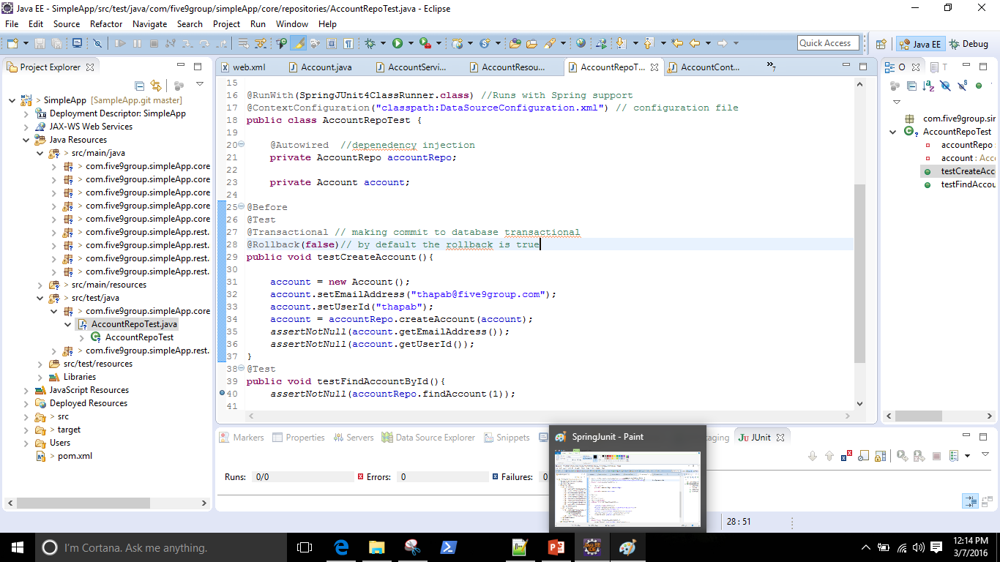 Java EE - SimpleApp/src/test/java/com/five9group/simpleApp/core/repositories/AccountRepoTest.java - Eclipse
File Edit Source Refactor Navigate Search Project Run Window Help
Quick Access
Java EE
Debug
Project Explorer
> SimpleApp [SampleApp.git master]
Deployment Descriptor: SimpleApp
JAX-WS Web Services
Java Resources
> src/main/java
> com.five9group.simpleApp.core
> com.five9group.simpleApp.core
> com.five9group.simpleApp.core
> com.five9group.simpleApp.core
> com.five9group.simpleApp.core
> com.five9group.simpleApp.rest.
> com.five9group.simpleApp.rest.
> com.five9group.simpleApp.rest.
> com.five9group.simpleApp.rest.
> src/main/resources
> src/test/java
> com.five9group.simpleApp.core
AccountRepoTest.java
AccountRepoTest
> com.five9group.simpleApp.rest.
src/test/resources
Libraries
JavaScript Resources
Deployed Resources
> src
> target
Users
> pom.xml
web.xml Account.java AccountServi... AccountResou... AccountRepoT... AccountCont... »7
15
16 @RunWith(SpringJUnit4ClassRunner.class) //Runs with Spring support
17 @ContextConfiguration("classpath:DataSourceConfiguration.xml") // configuration file
18 public class AccountRepoTest {
19
20 @Autowired //depenedency injection
21 private AccountRepo accountRepo;
22
23 private Account account;
24
25 @Before
26 @Test
27 @Transactional // making commit to database transactional
28 @Rollback(false)// by default the rollback is true
29 public void testCreateAccount(){
30
31 account = new Account();
32 account.setEmailAddress("thapab@five9group.com");
33 account.setUserId("thapab");
34 account = accountRepo.createAccount(account);
35 assertNotNull(account.getEmailAddress());
36 assertNotNull(account.getUserId());
37 }
38 @Test
39 public void testFindAccountById(){
40 assertNotNull(accountRepo.findAccount(1));
41
O
T
com.five9group.sir
AccountRepoTest
accountRepo
account : Acco
testCreateAcc
testFindAccou
Markers Properties Servers Data Source Explorer Snippets aging JUnit
SpringJunit - Paint
Runs: 0/0 Errors: 0 Failures: 0
28 : 51
I'm Cortana. Ask me anything.
12:14 PM
3/7/2016